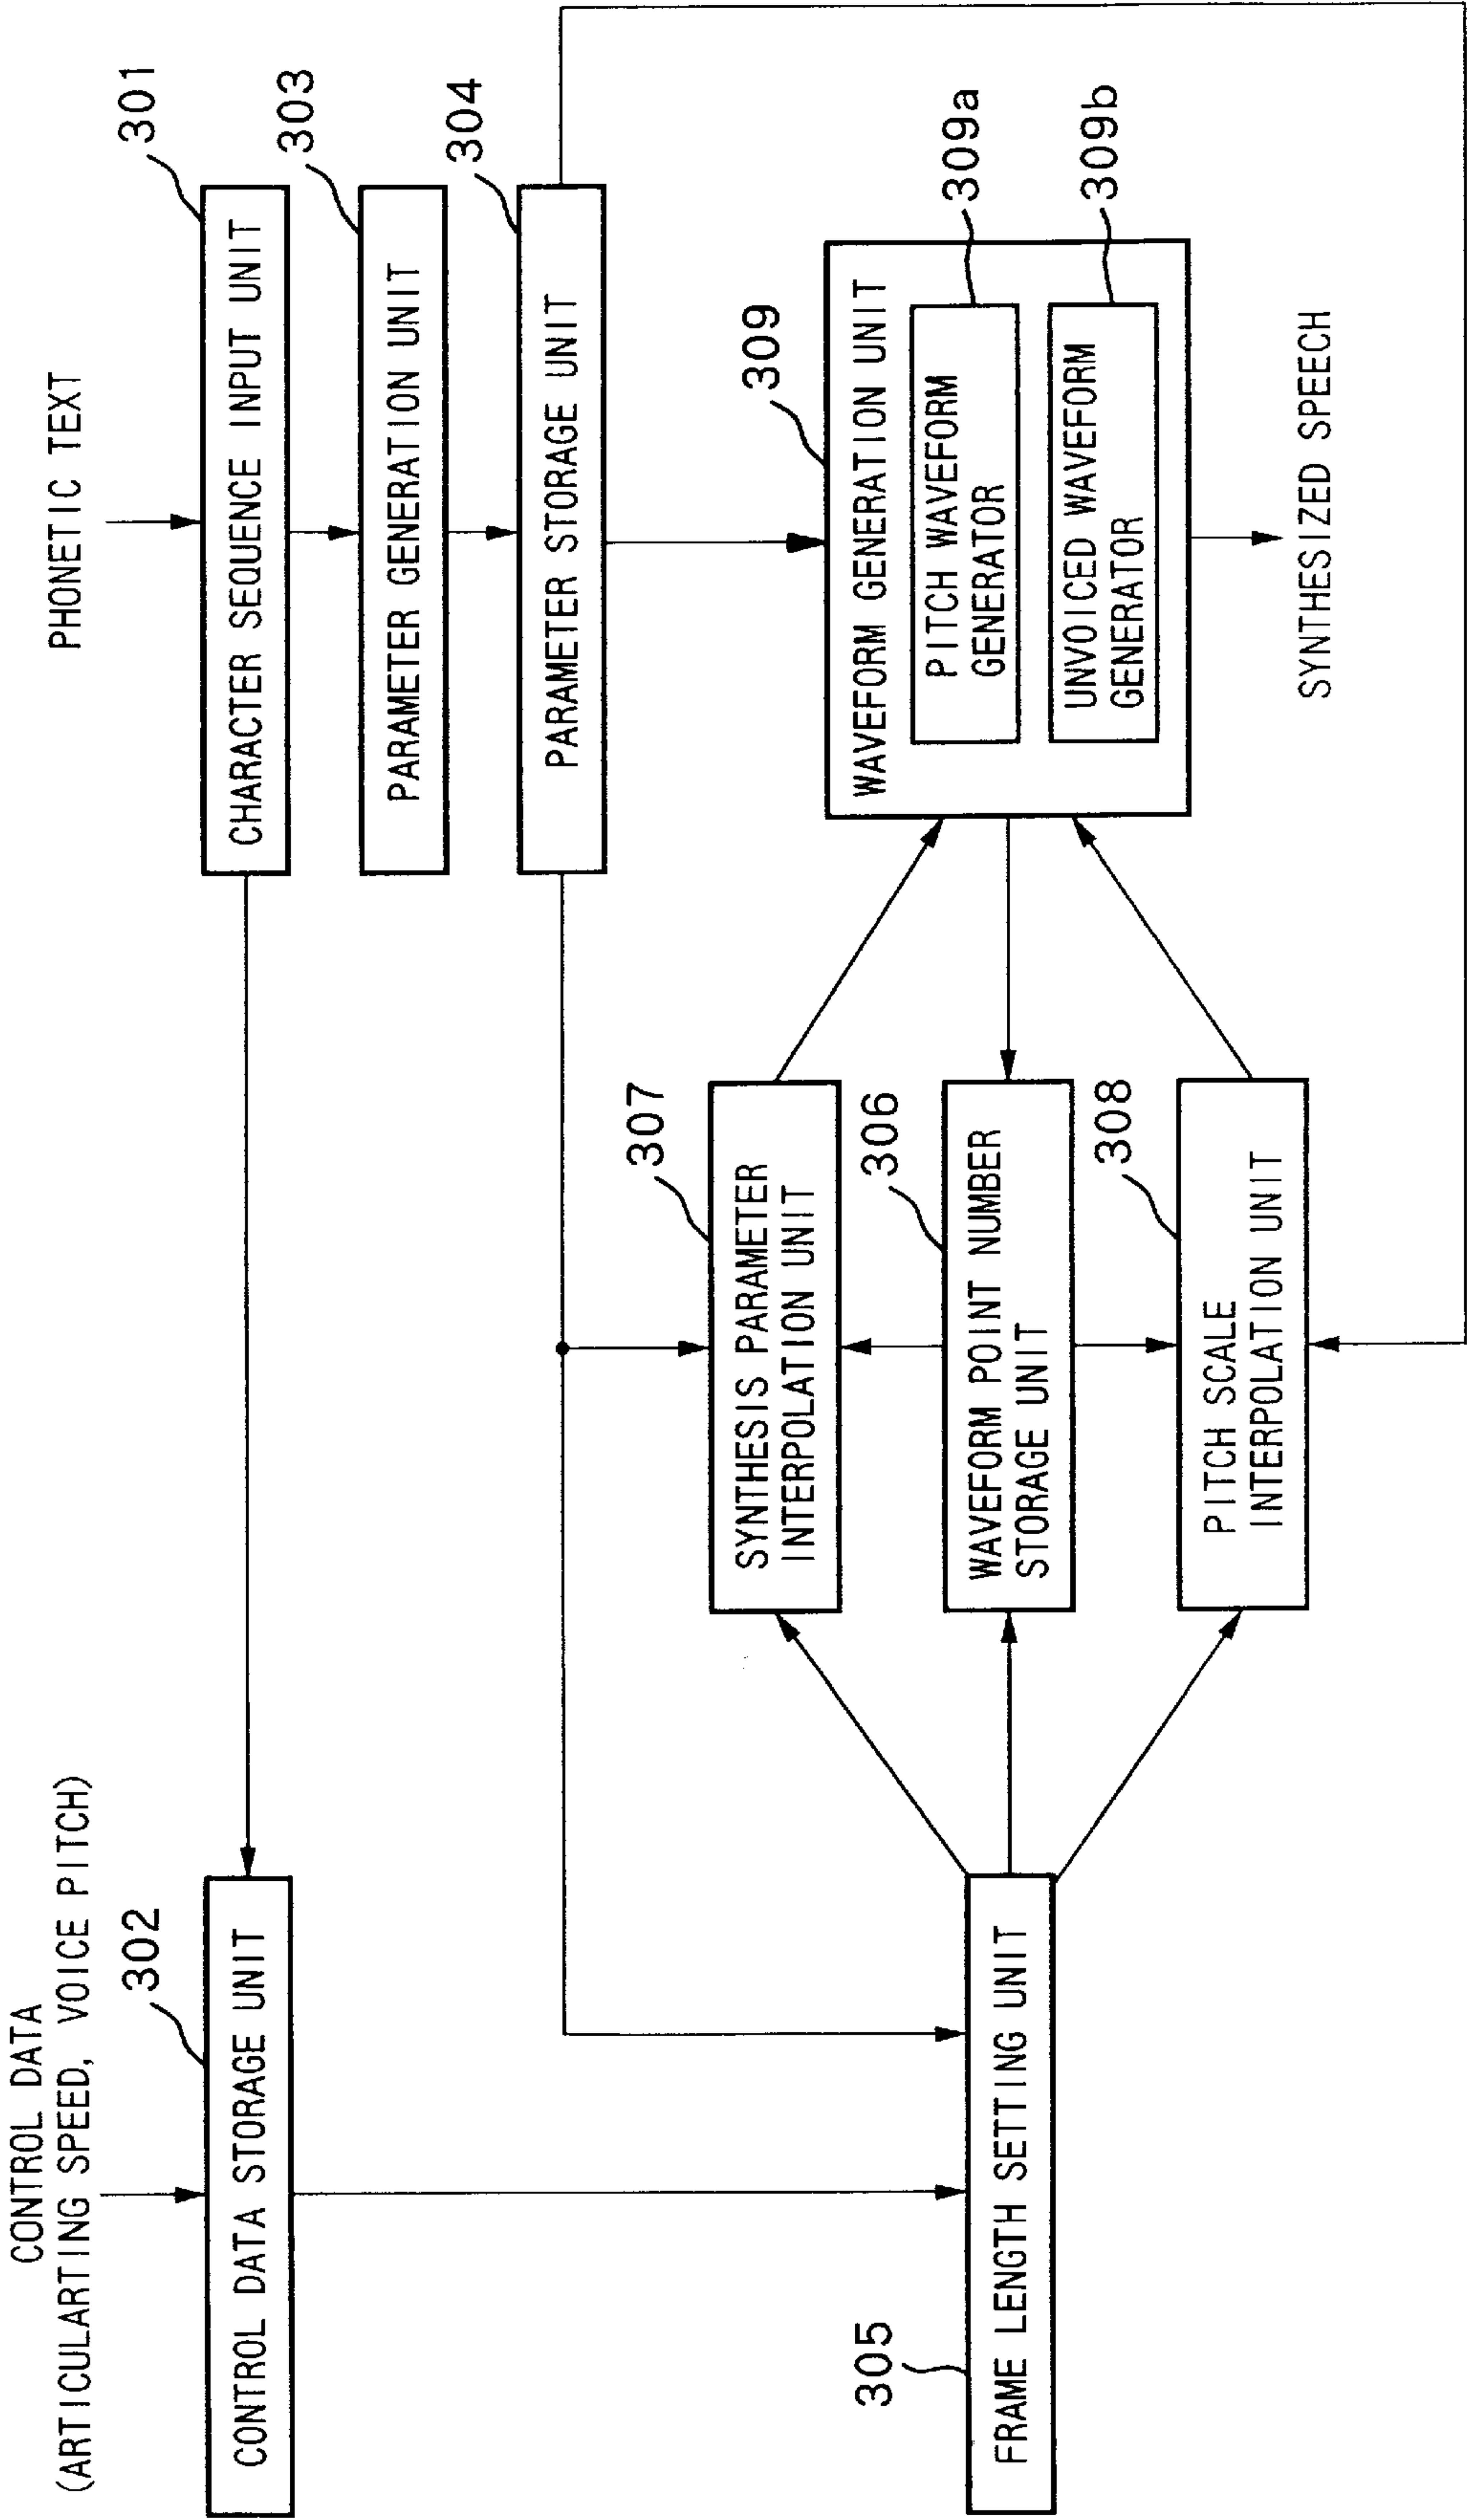 CONTROL DATA
(ARTICULARTING SPEED, VOICE PITCH)
302
CONTROL DATA STORAGE UNIT
PHONETIC TEXT
301
CHARACTER SEQUENCE INPUT UNIT
303
PARAMETER GENERATION UNIT
304
PARAMETER STORAGE UNIT
305
FRAME LENGTH SETTING UNIT
307
SYNTHESIS PARAMETER
INTERPOLATION UNIT
306
WAVEFORM POINT NUMBER
STORAGE UNIT
308
PITCH SCALE
INTERPOLATION UNIT
309
WAVEFORM GENERATION UNIT
309a
PITCH WAVEFORM
GENERATOR
309b
UNVOICED WAVEFORM
GENERATOR
SYNTHESIZED SPEECH